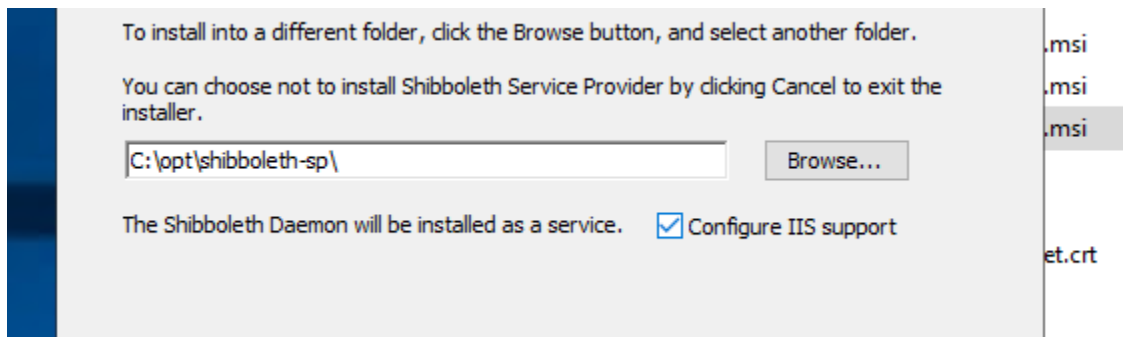 To install into a different folder, click the Browse button, and select another folder.
.msi
You can choose not to install Shibboleth Service Provider by clicking Cancel to exit the
.msi
installer.
.msi
C:\opt\shibboleth-sp\
Browse...
The Shibboleth Daemon will be installed as a service.
Configure IIS support
et.crt